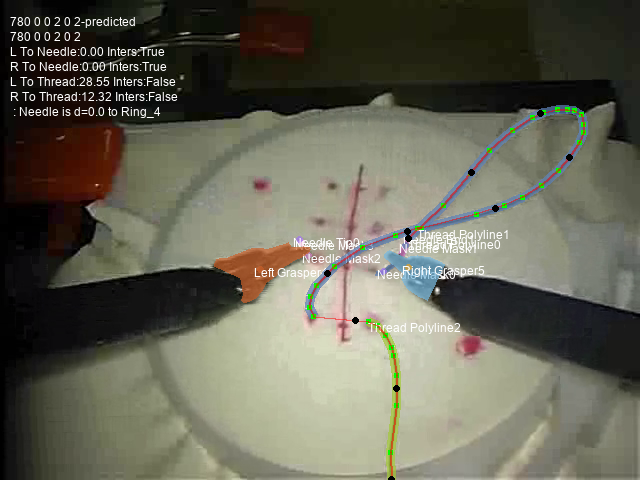 780 0 0 2 0 2-predicted
780 0 0 2 0 2
L To Needle:0.00 Inters:True
R To Needle:0.00 Inters:True
L To Thread:28.55 Inters:False
R To Thread:12.32 Inters:False
: Needle is d=0.0 to Ring_4
Thread Polyline1
Needle Tip0
Polyline0
Needle Mask1
Needle Mask2
Left Grasper
Right Grasper5
Thread Polyline2